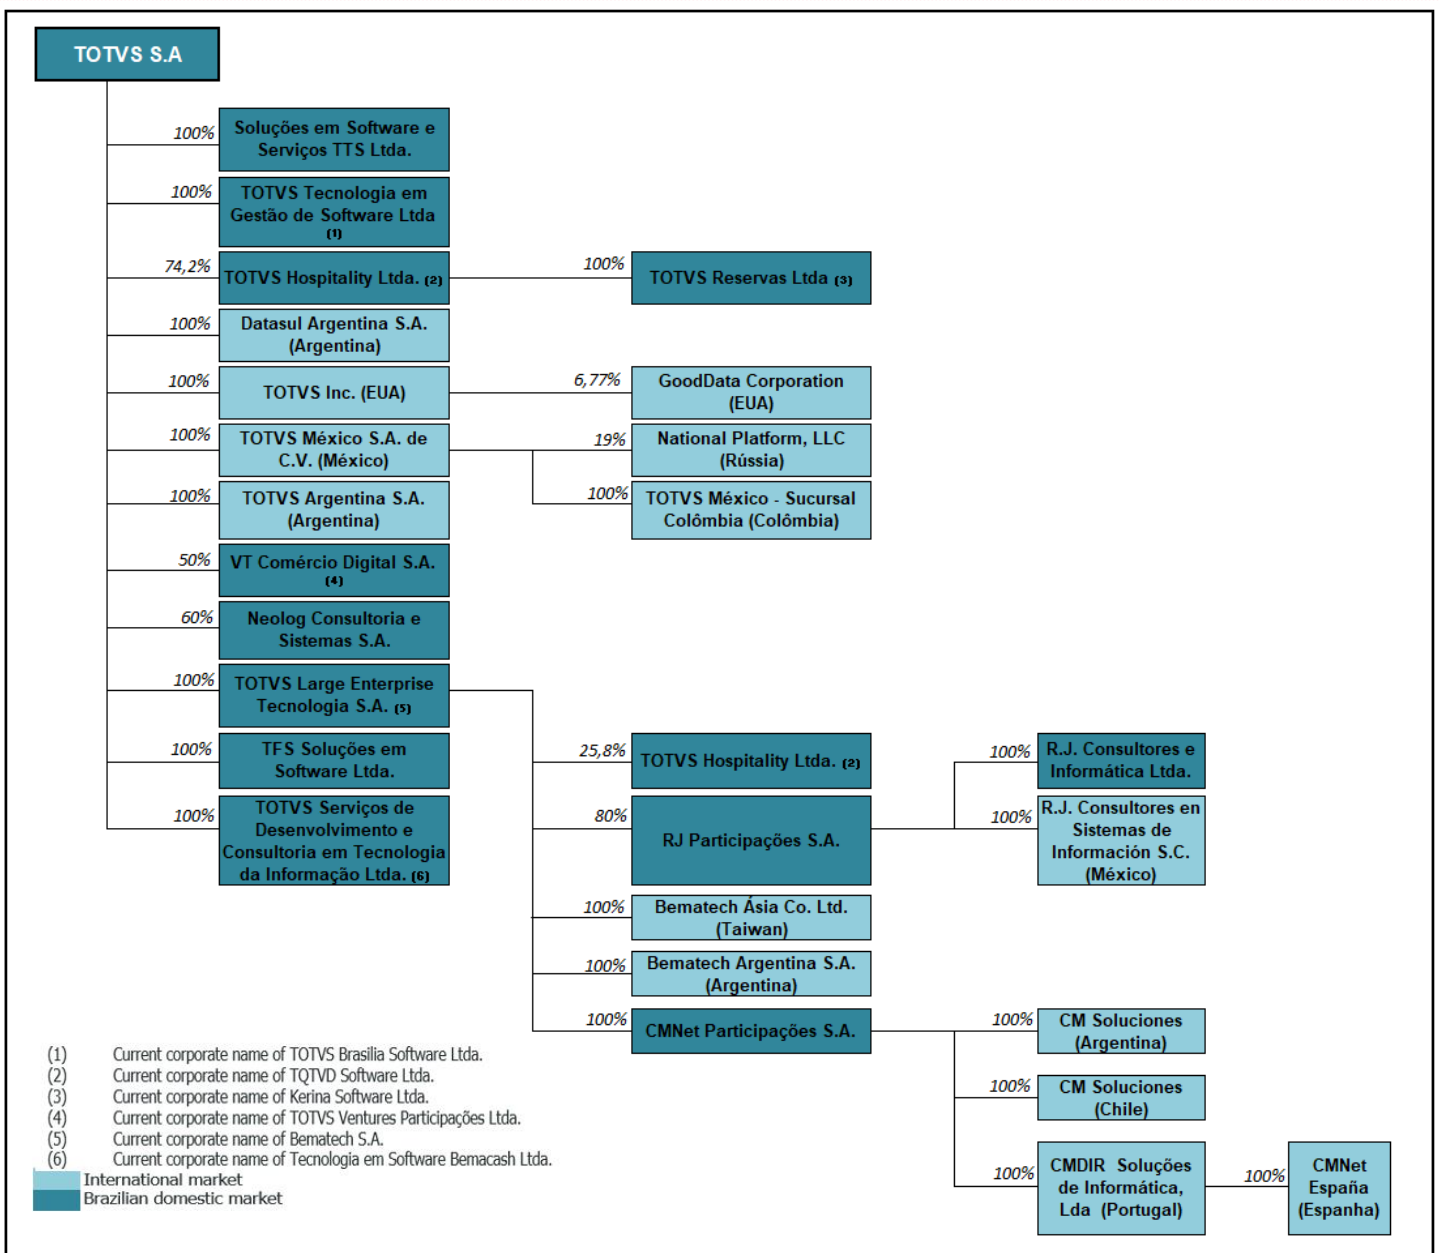 TOTVS S.A
100%
Soluções em Software e
Serviços TTS Ltda.
100%
TOTVS Tecnologia em
Gestão de Software Ltda
(1)
74,2%
TOTVS Hospitality Ltda. (2)
100%
TOTVS Reservas Ltda (3)
100%
Datasul Argentina S.A.
(Argentina)
100%
TOTVS Inc. (EUA)
6,77%
GoodData Corporation
(EUA)
100%
TOTVS México S.A. de
C.V. (México)
19%
National Platform, LLC
(Rússia)
100%
TOTVS México - Sucursal
Colômbia (Colômbia)
100%
TOTVS Argentina S.A.
(Argentina)
50%
VT Comércio Digital S.A.
(4)
60%
Neolog Consultoria e
Sistemas S.A.
100%
TOTVS Large Enterprise
Tecnologia S.A. (5)
100%
TFS Soluções em
Software Ltda.
25,8%
TOTVS Hospitality Ltda. (2)
100%
R.J. Consultores e
Informática Ltda.
100%
TOTVS Serviços de
Desenvolvimento e
Consultoria em Tecnologia
da Informação Ltda. (6)
80%
RJ Participações S.A.
100%
R.J. Consultores en
Sistemas de
Información S.C.
(México)
100%
Bematech Ásia Co. Ltd.
(Taiwan)
100%
Bematech Argentina S.A.
(Argentina)
100%
CMNet Participações S.A.
100%
CM Soluciones
(Argentina)
100%
CM Soluciones
(Chile)
100%
CMDIR Soluções
de Informática,
Lda (Portugal)
100%
CMNet
España
(Espanha)
(1) Current corporate name of TOTVS Brasilia Software Ltda.
(2) Current corporate name of TQTVD Software Ltda.
(3) Current corporate name of Kerina Software Ltda.
(4) Current corporate name of TOTVS Ventures Participações Ltda.
(5) Current corporate name of Bematech S.A.
(6) Current corporate name of Tecnologia em Software Bemacash Ltda.
International market
Brazilian domestic market